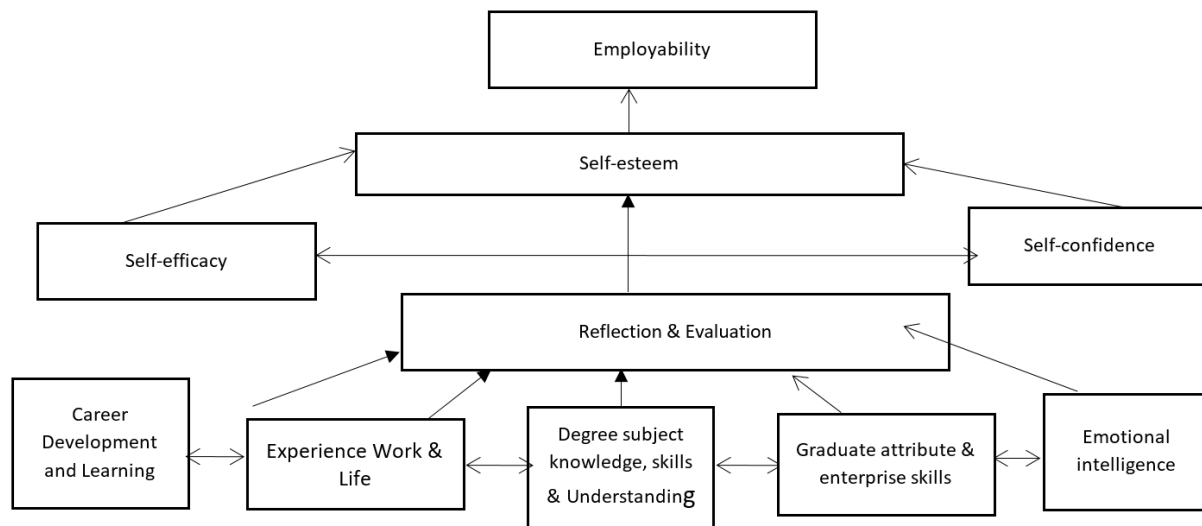 Employability
Self-esteem
Self-efficacy
Self-confidence
Reflection & Evaluation
Career
Development
and Learning
Experience Work &
Life
Degree subject
knowledge, skills
& Understanding
Graduate attribute &
enterprise skills
Emotional
intelligence